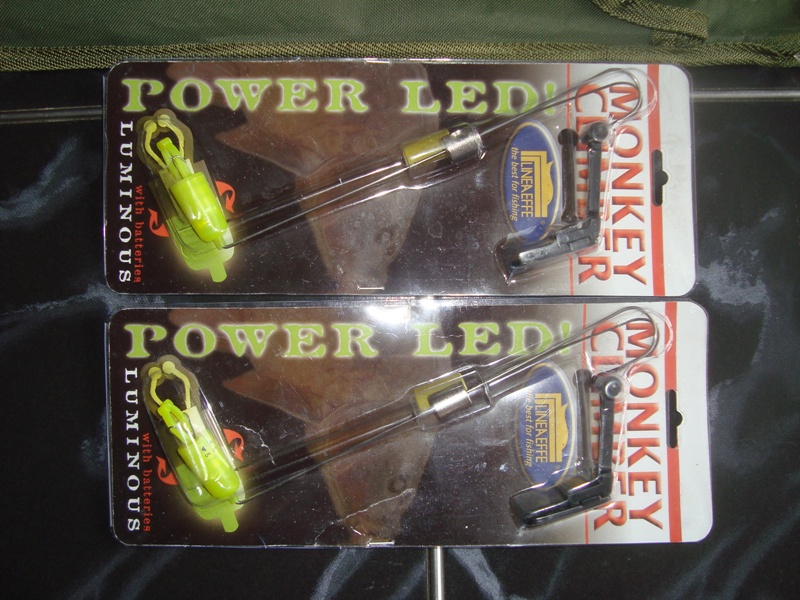 POWER LED!
LUMINOUS
with batteries
LINEAEFFE
the best for fishing
MONKEY
CLIMBER
POWER LED!
LUMINOUS
with batteries
LINEAEFFE
the best for fishing
MONKEY
CLIMBER